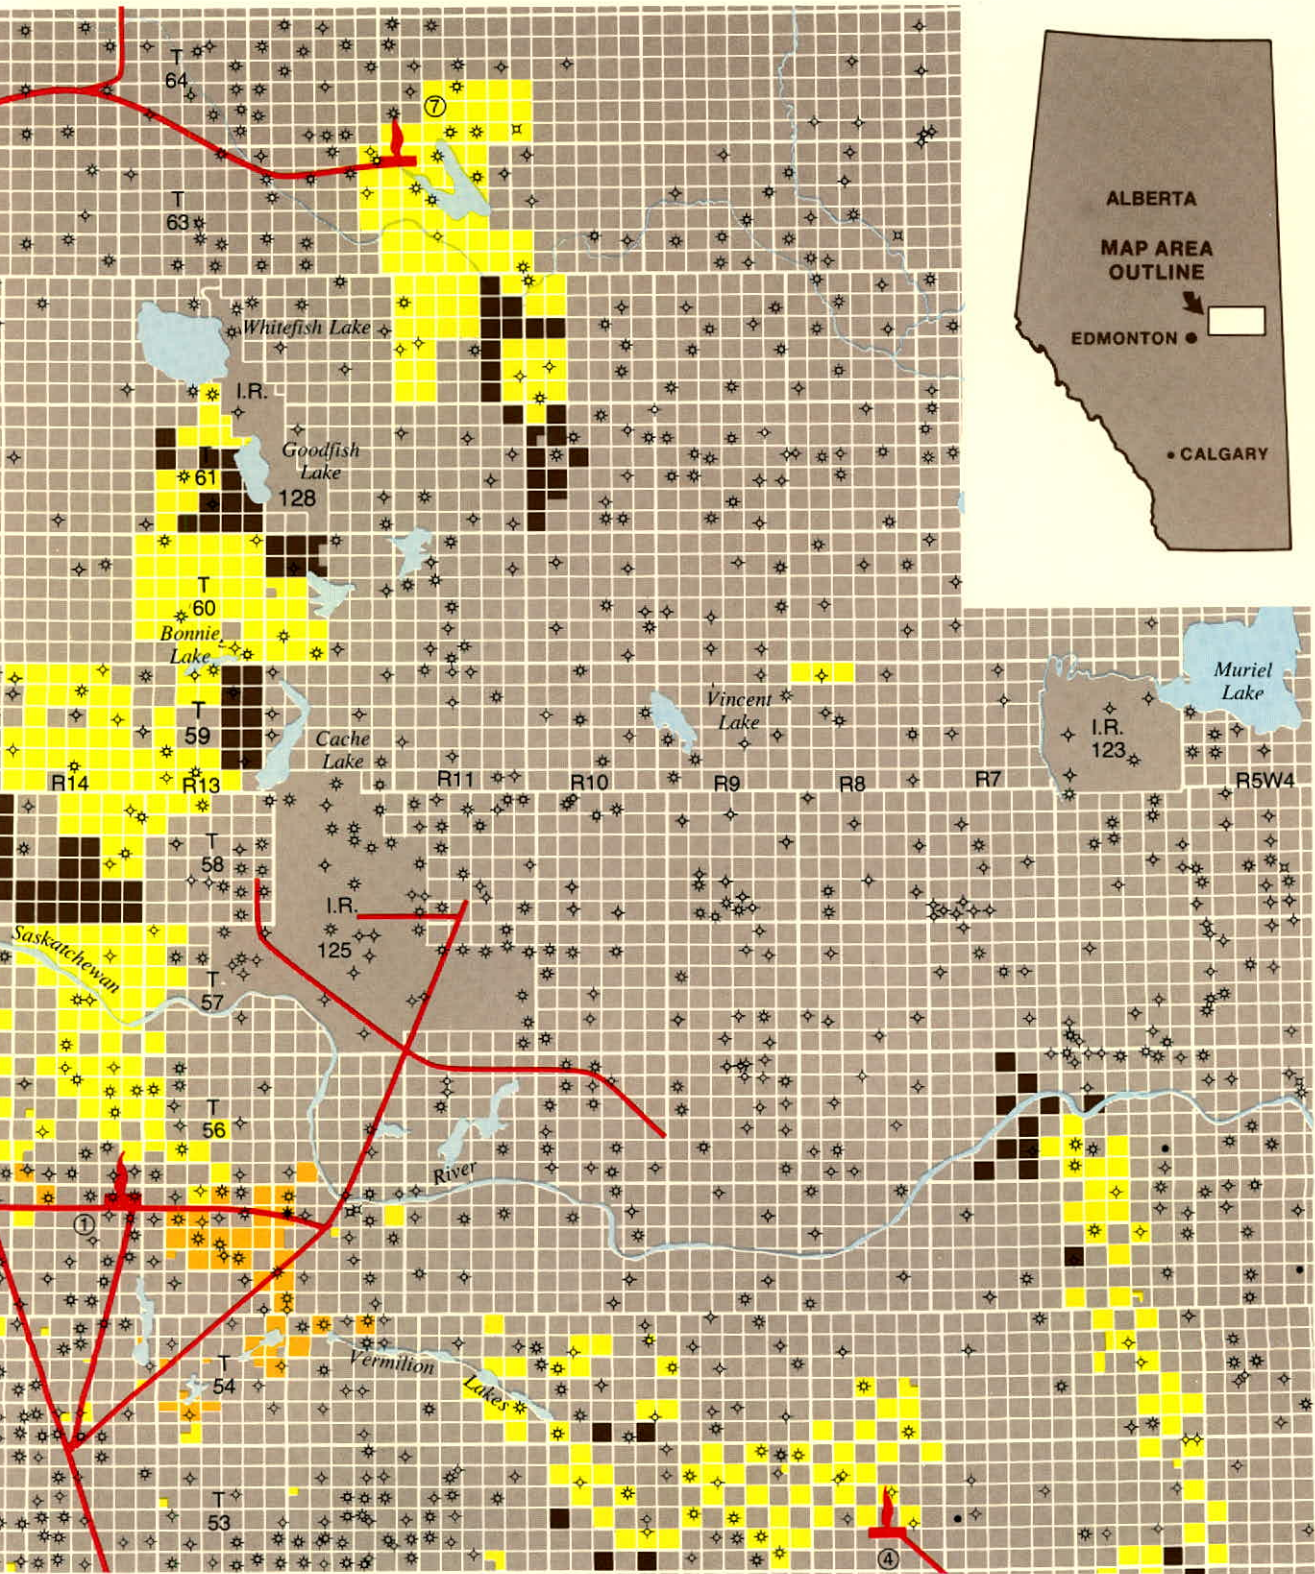 T
64
⑦
T
63
ALBERTA
MAP AREA
OUTLINE
EDMONTON
CALGARY
Whitefish Lake
I.R.
Goodfish
Lake
128
T
61
T
60
Bonnie
Lake
Muriel
Lake
Vincent
Lake
I.R.
123
T
59
Cache
Lake
R14
R13
R11
R10
R9
R8
R7
R5W4
T
58
I.R.
125
Saskatchewan
T
57
T
56
River
①
Vermilion
Lakes
T
54
T
53
④